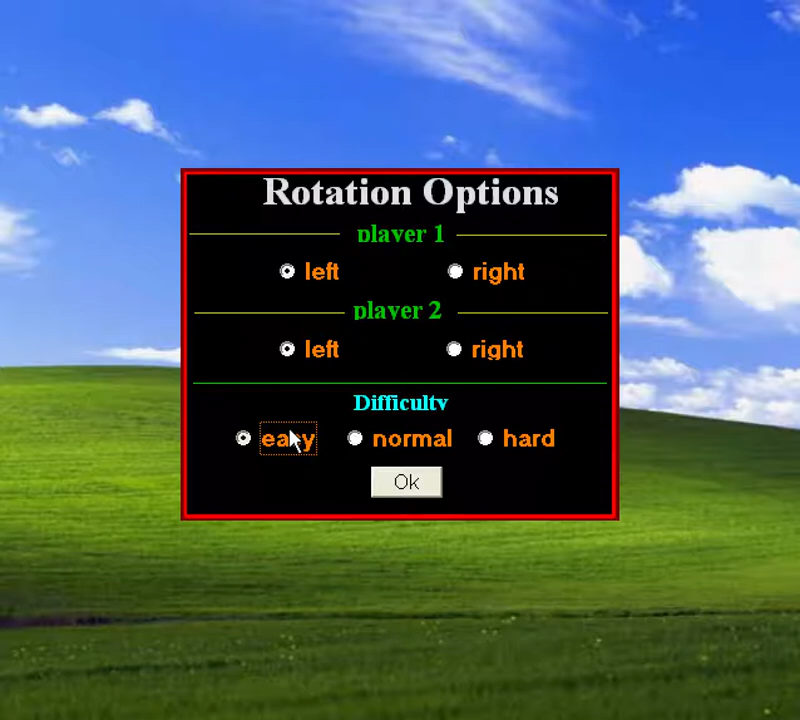 Rotation Options
player 1
left right
player 2
left right
Difficulty
easy normal hard
Ok